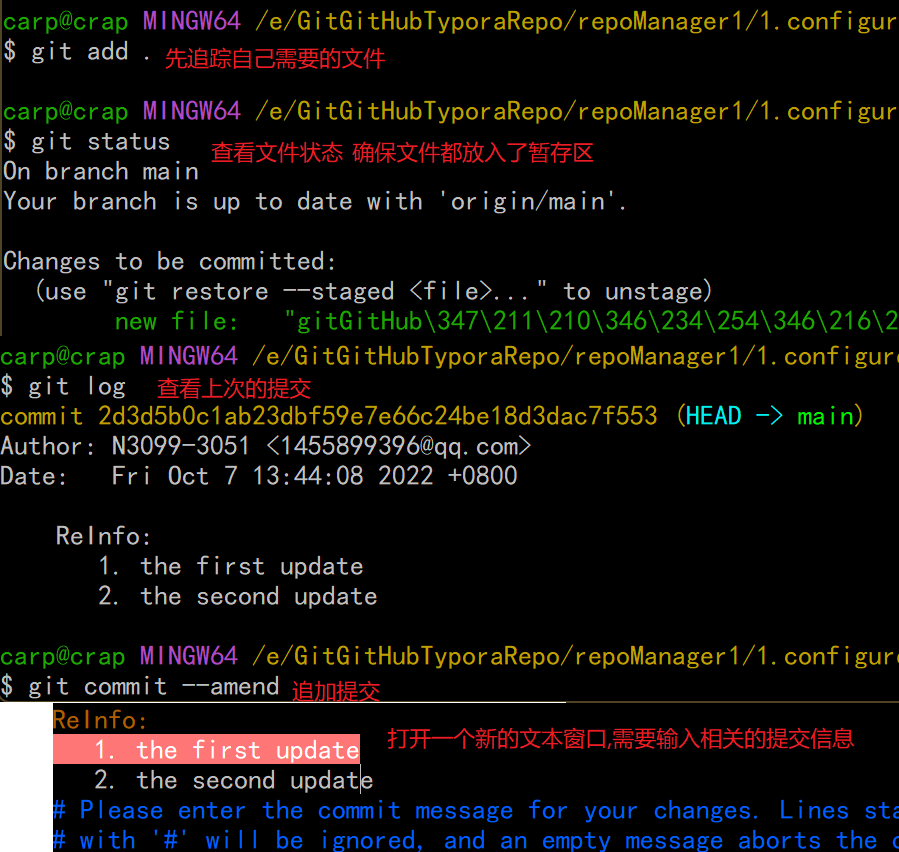 carp@crap MINGW64 /e/GitGitHubTyporaRepo/repoManager1/1.configur
$ git add . 先追踪自己需要的文件
carp@crap MINGW64 /e/GitGitHubTyporaRepo/repoManager1/1.configur
$ git status 查看文件状态 确保文件都放入了暂存区
On branch main
Your branch is up to date with 'origin/main'.
Changes to be committed:
(use "git restore --staged <file>..." to unstage)
new file: "gitGitHub\347\211\210\346\234\254\346\216\2
carp@crap MINGW64 /e/GitGitHubTyporaRepo/repoManager1/1.configur
$ git log 查看上次的提交
commit 2d3d5b0c1ab23dbf59e7e66c24be18d3dac7f553 (HEAD -> main)
Author: N3099-3051 <1455899396@qq.com>
Date: Fri Oct 7 13:44:08 2022 +0800
ReInfo:
1. the first update
2. the second update
carp@crap MINGW64 /e/GitGitHubTyporaRepo/repoManager1/1.configur
$ git commit --amend 追加提交
ReInfo:
1. the first update 打开一个新的文本窗口,需要输入相关的提交信息
2. the second update
# Please enter the commit message for your changes. Lines sta
# with '#' will be ignored, and an empty message aborts the c